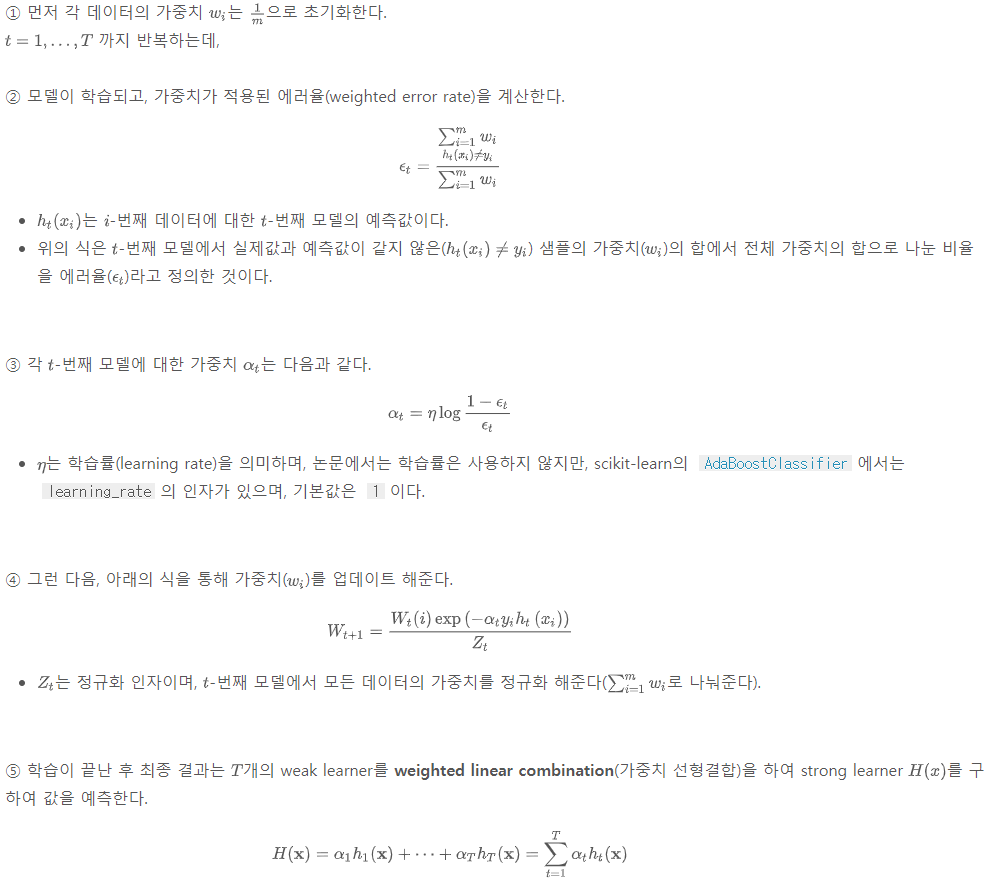 ① 먼저 각 데이터의 가중치 $w_i$는 $\frac{1}{m}$으로 초기화한다.
$t = 1, \ldots, T$ 까지 반복하는데,
② 모델이 학습되고, 가중치가 적용된 에러율(weighted error rate)을 계산한다.
$\epsilon_t = \frac{\sum_{\substack{i=1 \\ h_t(x_i) \neq y_i}}^{m} w_i}{\sum_{i=1}^{m} w_i}$
• $h_t(x_i)$는 $i$-번째 데이터에 대한 $t$-번째 모델의 예측값이다.
• 위의 식은 $t$-번째 모델에서 실제값과 예측값이 같지 않은($h_t(x_i) \neq y_i$) 샘플의 가중치($w_i$)의 합에서 전체 가중치의 합으로 나눈 비율
을 에러율($\epsilon_t$)라고 정의한 것이다.
③ 각 $t$-번째 모델에 대한 가중치 $\alpha_t$는 다음과 같다.
$\alpha_t = \eta \log \frac{1 - \epsilon_t}{\epsilon_t}$
• $\eta$는 학습률(learning rate)을 의미하며, 논문에서는 학습률은 사용하지 않지만, scikit-learn의 AdaBoostClassifier 에서는
learning_rate 의 인자가 있으며, 기본값은 1 이다.
④ 그런 다음, 아래의 식을 통해 가중치($w_i$)를 업데이트 해준다.
$W_{t+1} = \frac{W_t(i) \exp(-\alpha_t y_i h_t(x_i))}{Z_t}$
• $Z_t$는 정규화 인자이며, $t$-번째 모델에서 모든 데이터의 가중치를 정규화 해준다($\sum_{i=1}^{m} w_i$로 나눠준다).
⑤ 학습이 끝난 후 최종 결과는 $T$개의 weak learner를 weighted linear combination(가중치 선형결합)을 하여 strong learner $H(x)$를 구
하여 값을 예측한다.
$H(\mathbf{x}) = \alpha_1 h_1(\mathbf{x}) + \cdots + \alpha_T h_T(\mathbf{x}) = \sum_{t=1}^{T} \alpha_t h_t(\mathbf{x})$